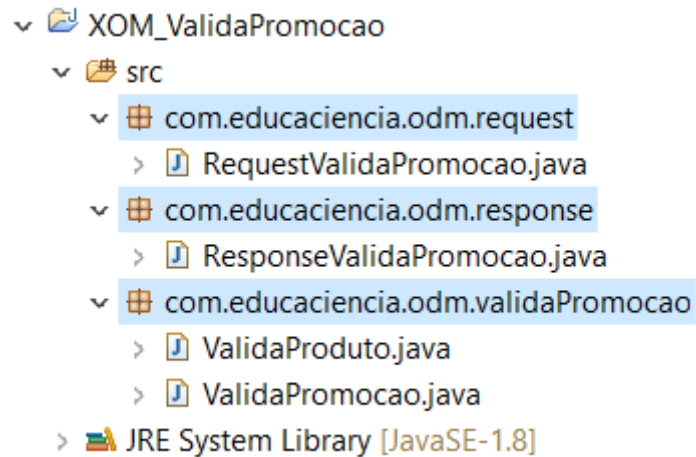 XOM_ValidaPromocao
src
com.educaciencia.odm.request
RequestValidaPromocao.java
com.educaciencia.odm.response
ResponseValidaPromocao.java
com.educaciencia.odm.validaPromocao
ValidaProduto.java
ValidaPromocao.java
JRE System Library [JavaSE-1.8]